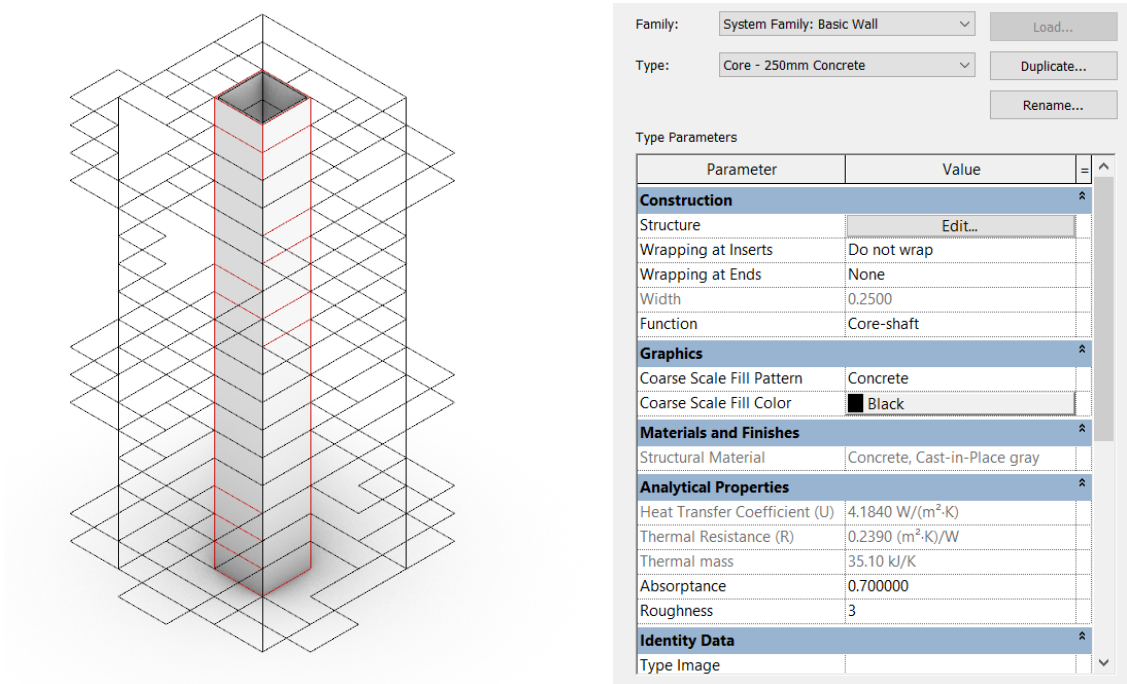 Family: System Family: Basic Wall Load...
Type: Core - 250mm Concrete Duplicate...
Rename...
Type Parameters
Parameter Value =
Construction
Structure Edit...
Wrapping at Inserts Do not wrap
Wrapping at Ends None
Width 0.2500
Function Core-shaft
Graphics
Coarse Scale Fill Pattern Concrete
Coarse Scale Fill Color Black
Materials and Finishes
Structural Material Concrete, Cast-in-Place gray
Analytical Properties
Heat Transfer Coefficient (U) 4.1840 W/(m²·K)
Thermal Resistance (R) 0.2390 (m²·K)/W
Thermal mass 35.10 kJ/K
Absorptance 0.700000
Roughness 3
Identity Data
Type Image